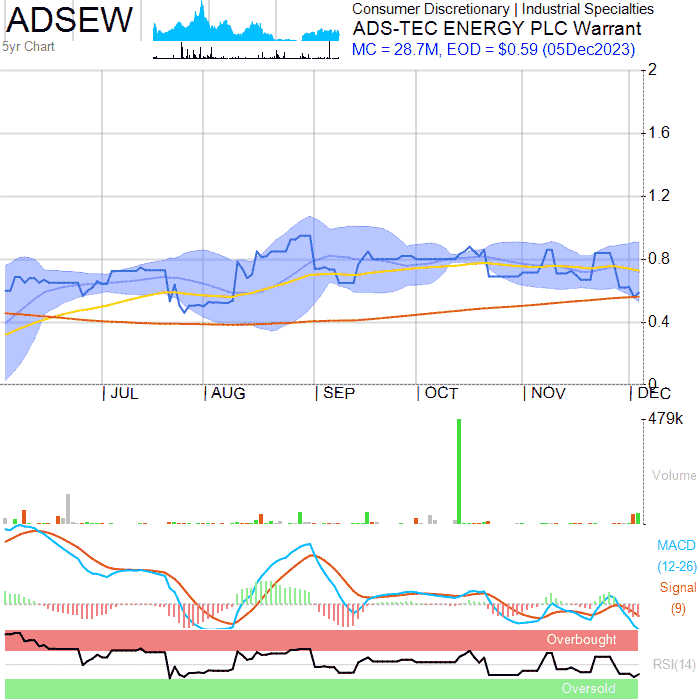 ADSEW
5yr Chart
Consumer Discretionary | Industrial Specialties
ADS-TEC ENERGY PLC Warrant
MC = 28.7M, EOD = $0.59 (05Dec2023)
2
1.6
1.2
0.8
0.4
0
JUL AUG SEP OCT NOV DEC
479k
Volume
MACD
(12-26)
Signal
(9)
Overbought
RSI(14)
Oversold